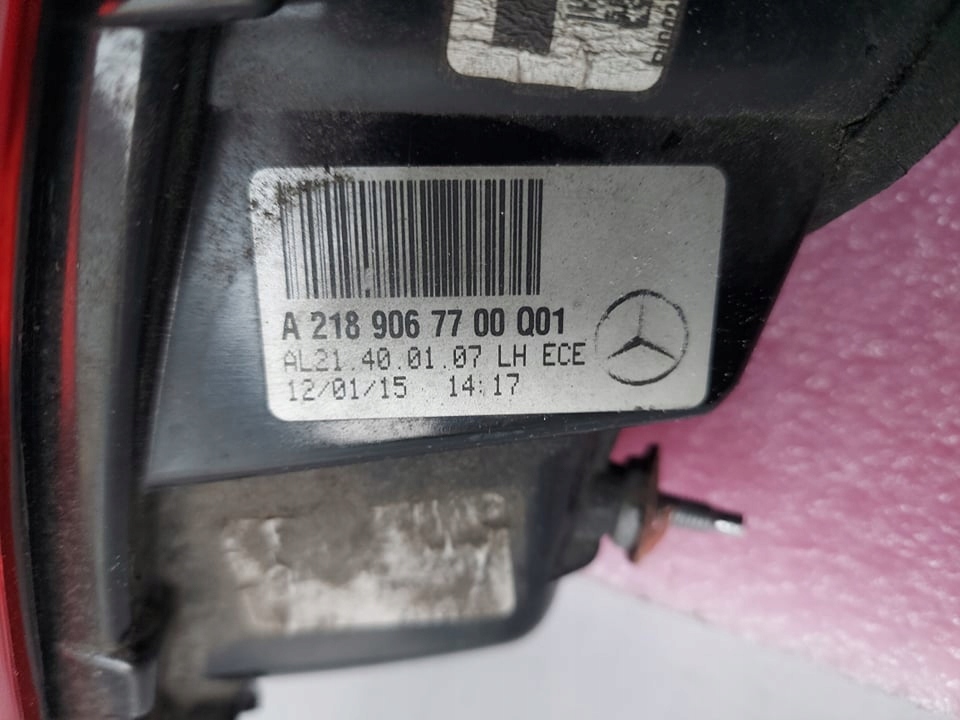 A 218 906 77 00 Q01
AL21.40.01.07 LH ECE
12/01/15 14:17